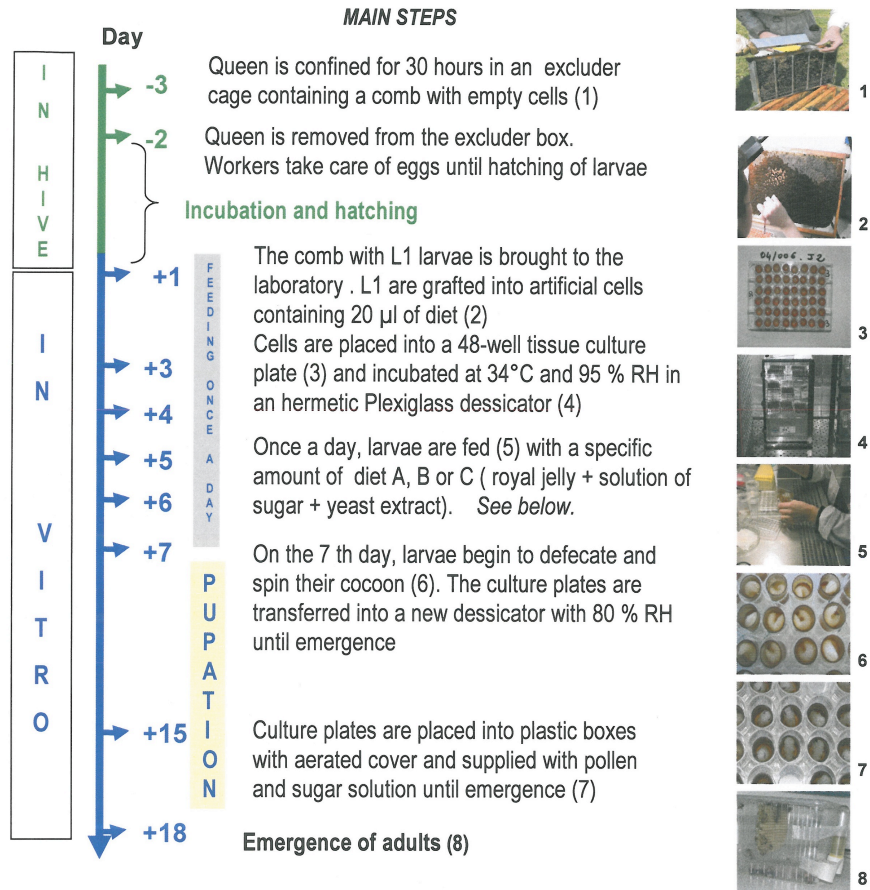 MAIN STEPS
Day
IN HIVE
-3
Queen is confined for 30 hours in an excluder
cage containing a comb with empty cells (1)
1
-2
Queen is removed from the excluder box.
Workers take care of eggs until hatching of larvae
2
Incubation and hatching
IN VITRO
FEEDING ONCE A DAY
+1
The comb with L1 larvae is brought to the
laboratory . L1 are grafted into artificial cells
containing 20 µl of diet (2)
04/006. J2
3
+3
Cells are placed into a 48-well tissue culture
plate (3) and incubated at 34°C and 95 % RH in
an hermetic Plexiglass dessicator (4)
4
+4
+5
Once a day, larvae are fed (5) with a specific
amount of diet A, B or C ( royal jelly + solution of
sugar + yeast extract). See below.
5
+6
+7
On the 7 th day, larvae begin to defecate and
spin their cocoon (6). The culture plates are
transferred into a new dessicator with 80 % RH
until emergence
6
PUPATION
+15
Culture plates are placed into plastic boxes
with aerated cover and supplied with pollen
and sugar solution until emergence (7)
7
+18
Emergence of adults (8)
8